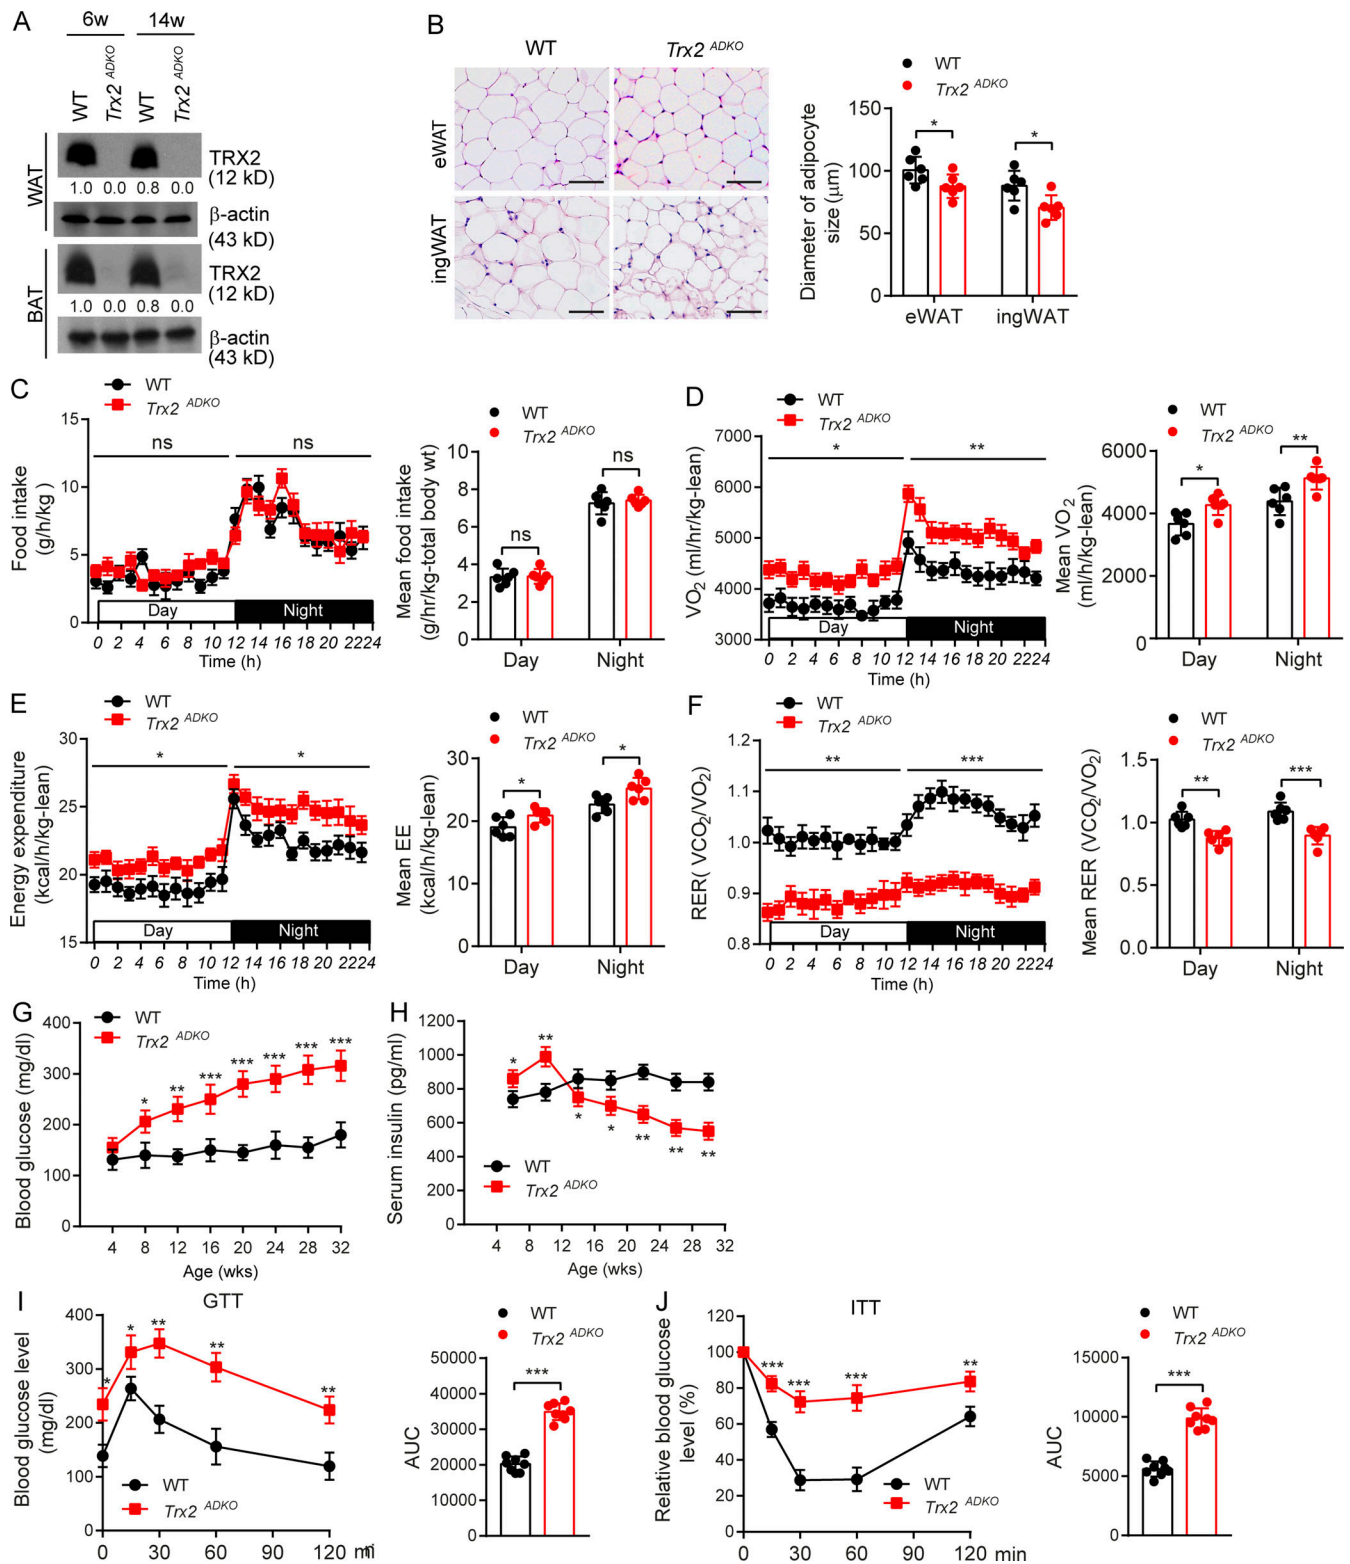 A
6w 14w
WT Trx2 ADKO WT Trx2 ADKO
WAT
TRX2
(12 kD)
1.0 0.0 0.8 0.0
β-actin
(43 kD)
BAT
TRX2
(12 kD)
1.0 0.0 0.8 0.0
β-actin
(43 kD)
B
WT Trx2 ADKO
eWAT
ingWAT
WT
Trx2 ADKO
Diameter of adipocyte
size (μm)
150
100
50
0
* *
eWAT ingWAT
C
WT
Trx2 ADKO
Food intake
(g/h/kg)
15
10
5
0
ns ns
Day Night
0 2 4 6 8 10 12 14 16 18 20 22 24
Time (h)
WT
Trx2 ADKO
Mean food intake
(g/hr/kg-total body wt)
10
8
6
4
2
0
ns ns
Day Night
D
WT
Trx2 ADKO
VO2 (ml/hr/kg-lean)
7000
6000
5000
4000
3000
* **
Day Night
0 2 4 6 8 10 12 14 16 18 20 2224
Time (h)
WT
Trx2 ADKO
Mean VO2
(ml/h/kg-lean)
6000
4000
2000
0
* **
Day Night
E
WT
Trx2 ADKO
Energy expenditure
(kcal/h/kg-lean)
30
25
20
15
* *
Day Night
0 2 4 6 8 10 12 14 16 18 20 2224
Time (h)
WT
Trx2 ADKO
Mean EE
(kcal/h/kg-lean)
30
20
10
0
* *
Day Night
F
WT
Trx2 ADKO
RER( VCO2/VO2)
1.2
1.1
1.0
0.9
0.8
** ***
Day Night
0 2 4 6 8 10 12 14 16 18 20 2224
Time (h)
WT
Trx2 ADKO
Mean RER (VCO2/VO2)
1.5
1.0
0.5
0.0
** ***
Day Night
G
WT
Trx2 ADKO
Blood glucose (mg/dl)
400
300
200
100
0
* ** *** *** *** *** ***
4 8 12 16 20 24 28 32
Age (wks)
H
Serum insulin (pg/ml)
1200
1000
800
600
400
200
0
* ** * * ** ** **
WT
Trx2 ADKO
4 8 12 16 20 24 28 32
Age (wks)
I
GTT
Blood glucose level
(mg/dl)
400
300
200
100
0
* * ** ** **
WT
Trx2 ADKO
0 30 60 90 120 min
WT
Trx2 ADKO
AUC
50000
40000
30000
20000
10000
0
***
J
ITT
Relative blood glucose
level (%)
120
100
80
60
40
20
0
*** *** *** **
WT
Trx2 ADKO
0 30 60 90 120 min
WT
Trx2 ADKO
AUC
15000
10000
5000
0
***